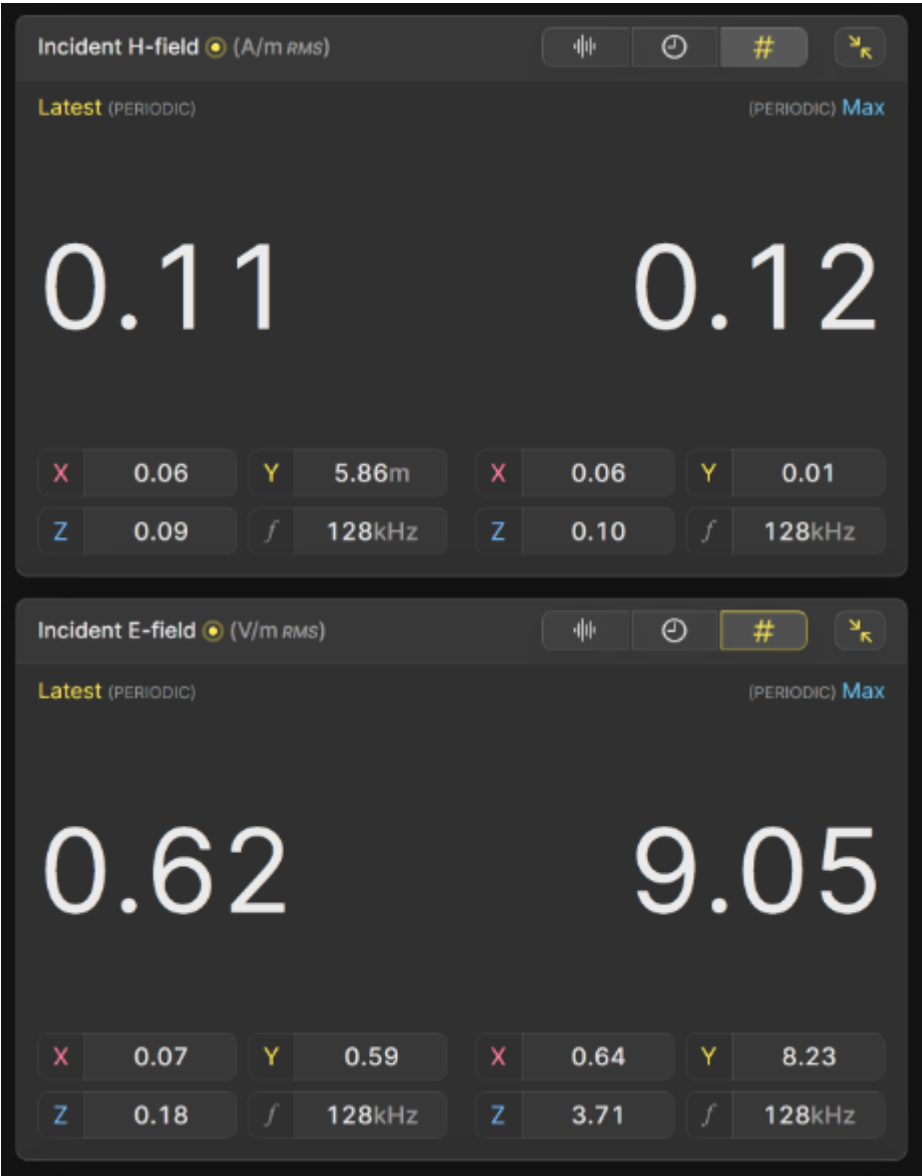 Incident H-field (A/m RMS) #
Latest (PERIODIC) (PERIODIC) Max
0.11 0.12
X 0.06 Y 5.86m X 0.06 Y 0.01
Z 0.09 f 128kHz Z 0.10 f 128kHz
Incident E-field (V/m RMS) #
Latest (PERIODIC) (PERIODIC) Max
0.62 9.05
X 0.07 Y 0.59 X 0.64 Y 8.23
Z 0.18 f 128kHz Z 3.71 f 128kHz